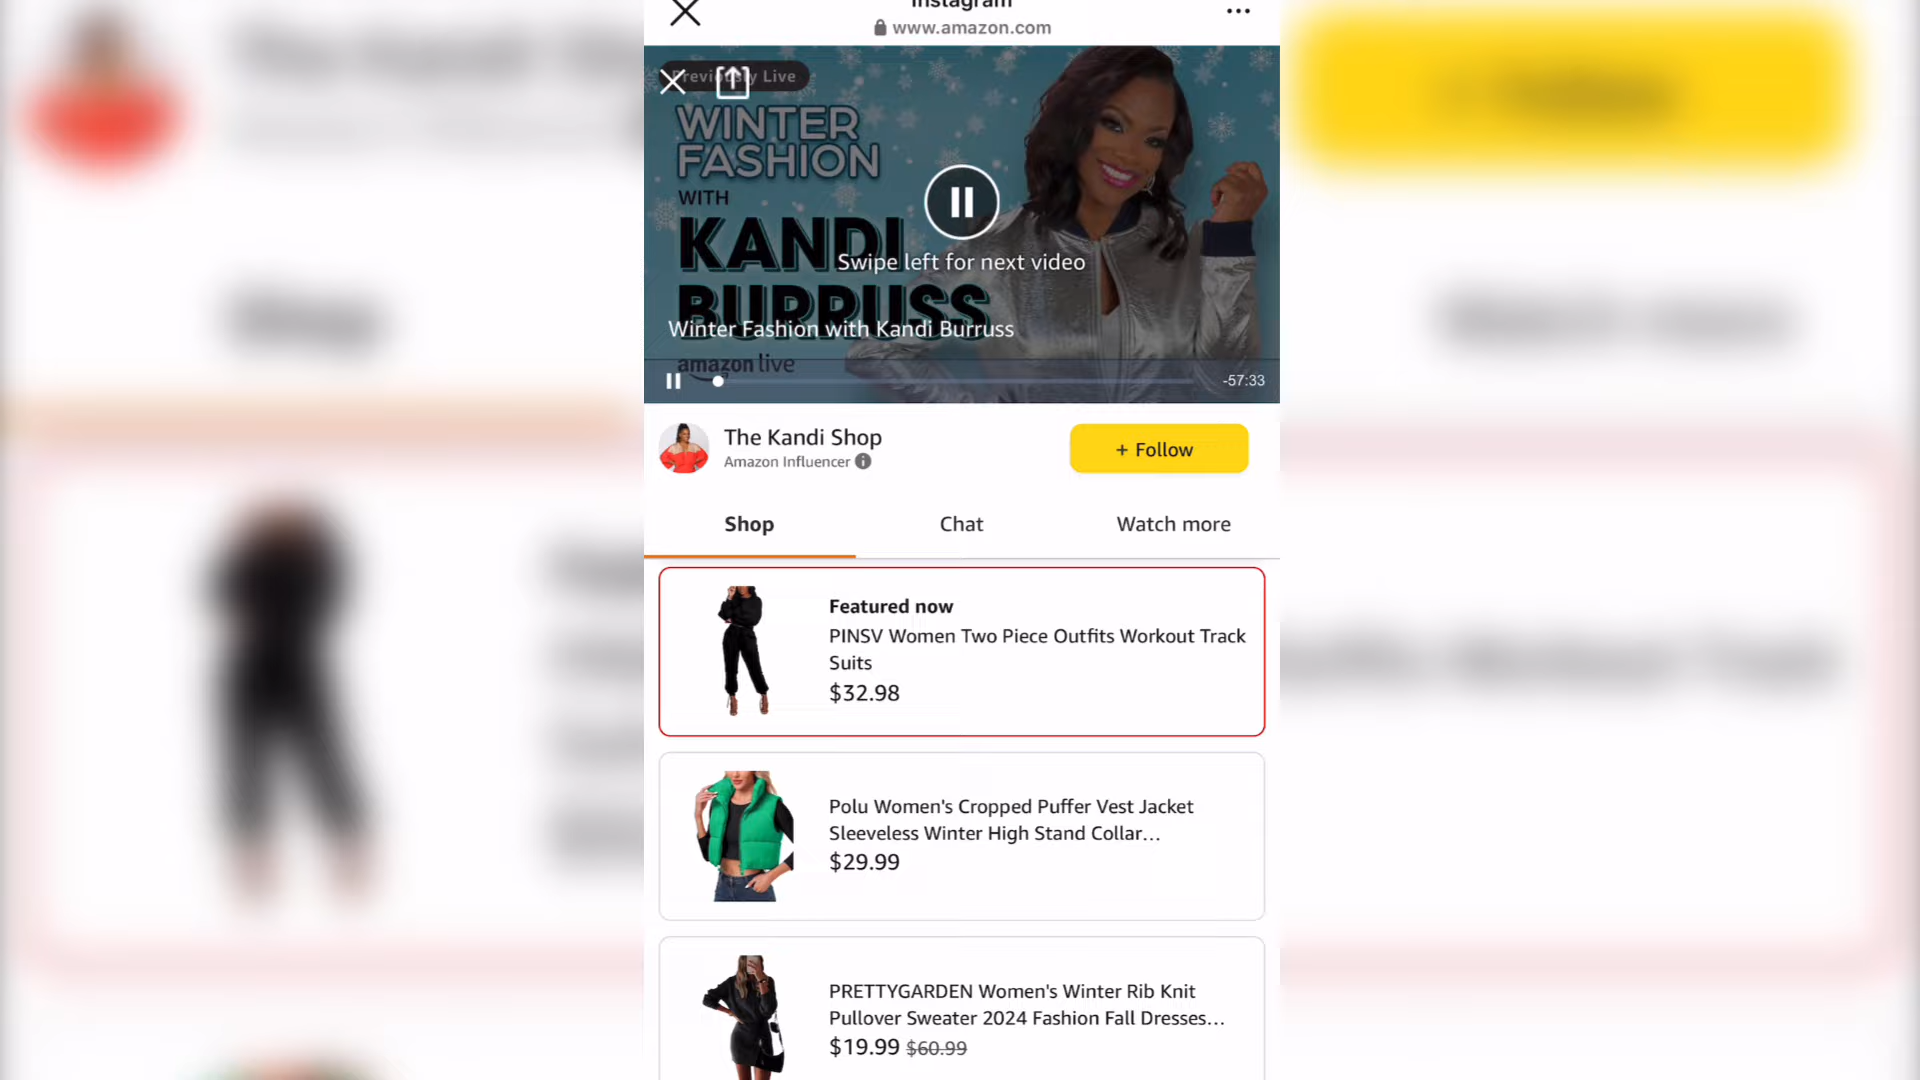 Instagram
www.amazon.com
Previously Live
WINTER
FASHION
WITH
KANDI
Swipe left for next video
BURRUSS
Winter Fashion with Kandi Burruss
amazon live
-57:33
The Kandi Shop
Amazon Influencer
+ Follow
Shop
Chat
Watch more
Featured now
PINSV Women Two Piece Outfits Workout Track
Suits
$32.98
Polu Women's Cropped Puffer Vest Jacket
Sleeveless Winter High Stand Collar...
$29.99
PRETTYGARDEN Women's Winter Rib Knit
Pullover Sweater 2024 Fashion Fall Dresses...
$19.99 $60.99